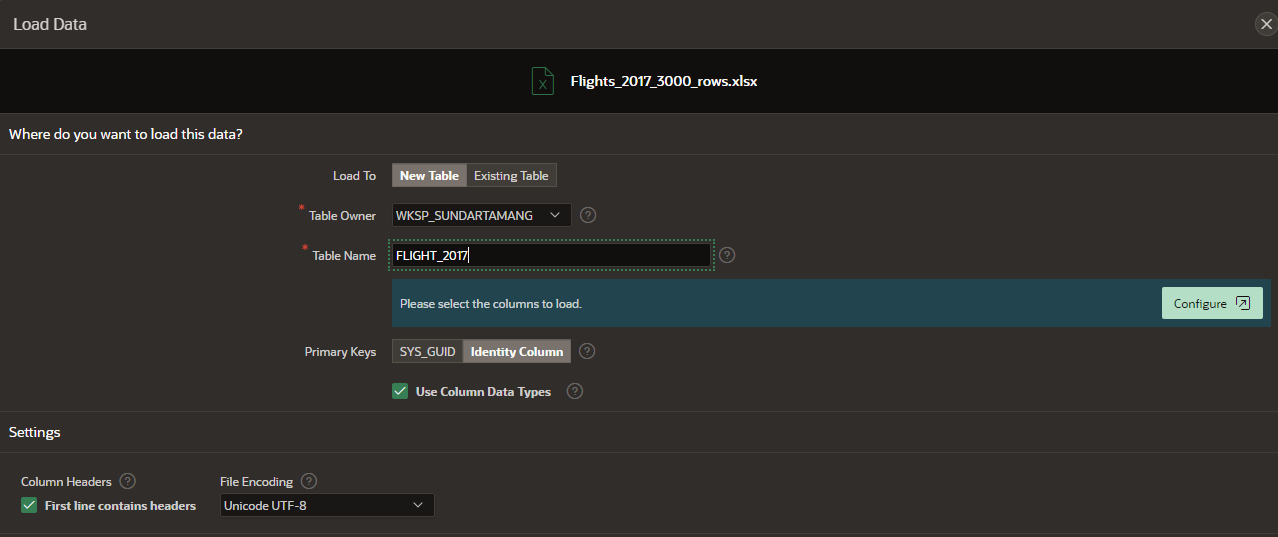 Load Data
Flights_2017_3000_rows.xlsx
Where do you want to load this data?
Load To New Table Existing Table
* Table Owner WKSP_SUNDARTAMANG
* Table Name FLIGHT_2017
Please select the columns to load. Configure
Primary Keys SYS_GUID Identity Column
Use Column Data Types
Settings
Column Headers File Encoding
First line contains headers Unicode UTF-8